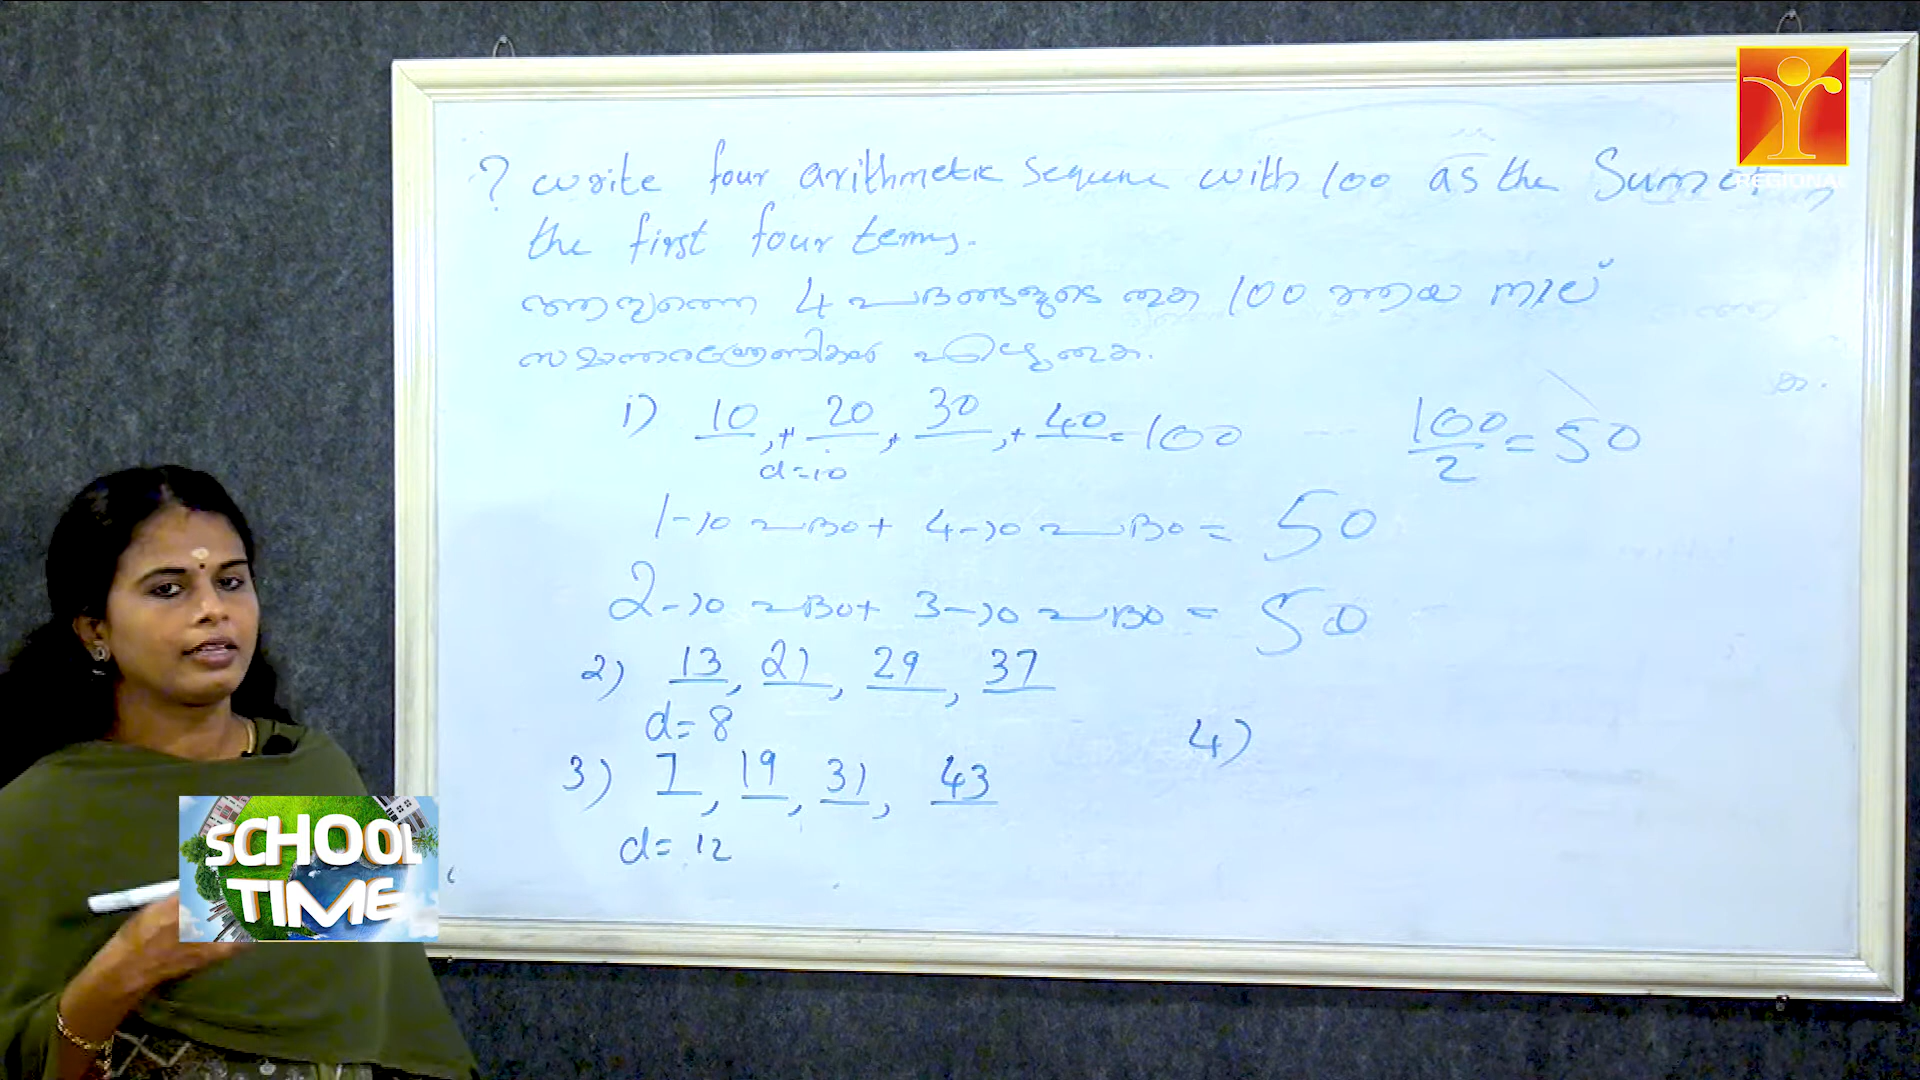 ? write four arithmetic sequence with 100 as the Sum of
the first four terms.
ആദ്യത്തെ 4 പദങ്ങളുടെ തുക 100 ആയ നാല്
സമാന്തരശ്രേണികൾ എഴുതുക.
i) 10 ,+ 20 ,+ 30 ,+ 40 = 100
d=10
100/2 = 50
1-ാം പദം + 4-ാം പദം = 50
2-ാം പദം + 3-ാം പദം = 50
2) 13, 21, 29, 37
d=8
3) 7, 19, 31, 43
d= 12
4)
SCHOOL
TIME
REGIONAL